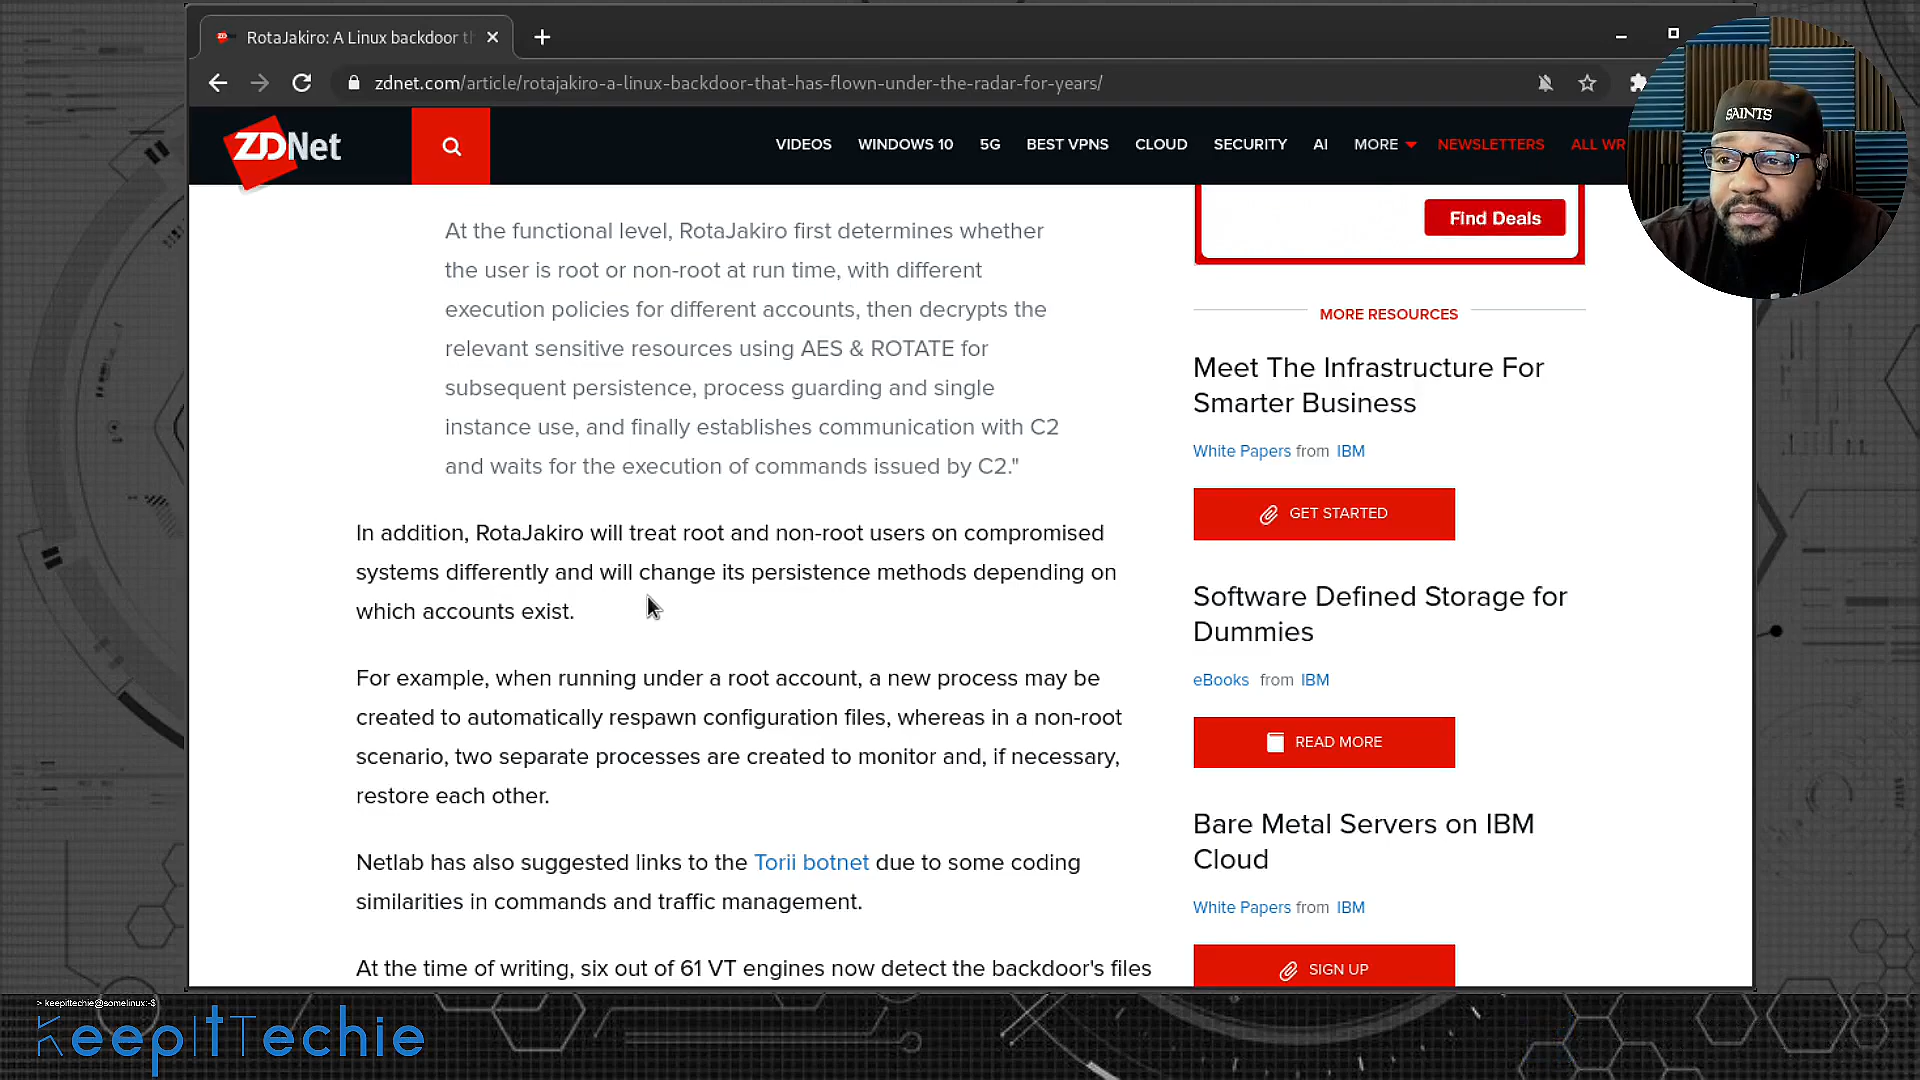 RotaJakiro: A Linux backdoor th
zdnet.com/article/rotajakiro-a-linux-backdoor-that-has-flown-under-the-radar-for-years/
SAINTS
ZDNet
VIDEOS WINDOWS 10 5G BEST VPNS CLOUD SECURITY AI MORE NEWSLETTERS ALL WR
At the functional level, RotaJakiro first determines whether
the user is root or non-root at run time, with different
execution policies for different accounts, then decrypts the
relevant sensitive resources using AES & ROTATE for
subsequent persistence, process guarding and single
instance use, and finally establishes communication with C2
and waits for the execution of commands issued by C2."
In addition, RotaJakiro will treat root and non-root users on compromised
systems differently and will change its persistence methods depending on
which accounts exist.
For example, when running under a root account, a new process may be
created to automatically respawn configuration files, whereas in a non-root
scenario, two separate processes are created to monitor and, if necessary,
restore each other.
Netlab has also suggested links to the Torii botnet due to some coding
similarities in commands and traffic management.
At the time of writing, six out of 61 VT engines now detect the backdoor's files
Find Deals
MORE RESOURCES
Meet The Infrastructure For
Smarter Business
White Papers from IBM
GET STARTED
Software Defined Storage for
Dummies
eBooks from IBM
READ MORE
Bare Metal Servers on IBM
Cloud
White Papers from IBM
SIGN UP
> keepittechie@somelinux:~$
KeepItTechie